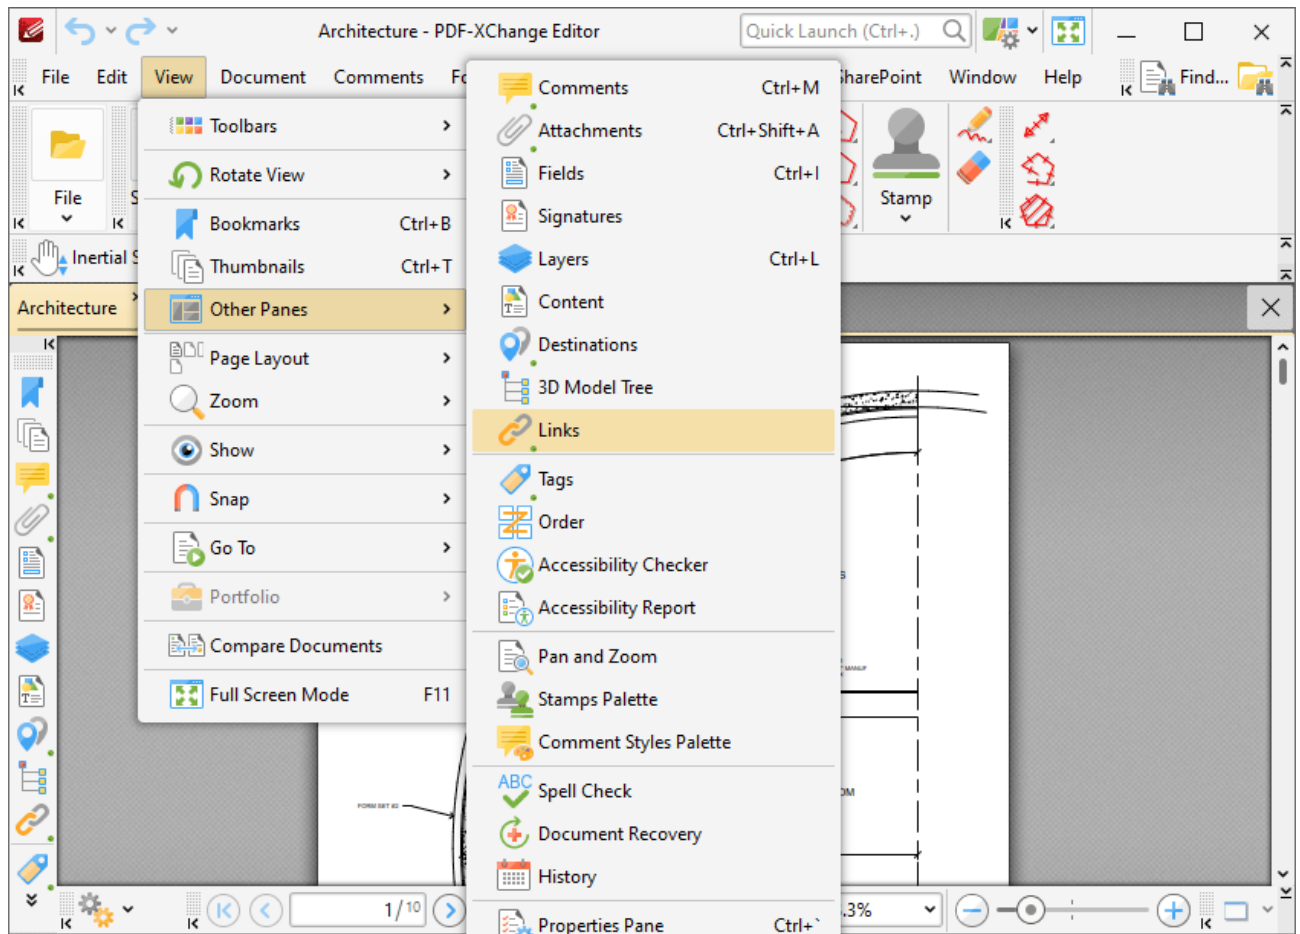 Architecture - PDF-XChange Editor
Quick Launch (Ctrl+.)
File Edit View Document Comments
SharePoint Window Help Find...
File
Stamp
Inertial S
Architecture
Toolbars
Rotate View
Bookmarks Ctrl+B
Thumbnails Ctrl+T
Other Panes
Page Layout
Zoom
Show
Snap
Go To
Portfolio
Compare Documents
Full Screen Mode F11
Comments Ctrl+M
Attachments Ctrl+Shift+A
Fields Ctrl+I
Signatures
Layers Ctrl+L
Content
Destinations
3D Model Tree
Links
Tags
Order
Accessibility Checker
Accessibility Report
Pan and Zoom
Stamps Palette
Comment Styles Palette
ABC Spell Check
Document Recovery
History
Properties Pane Ctrl+`
1/10
.3%